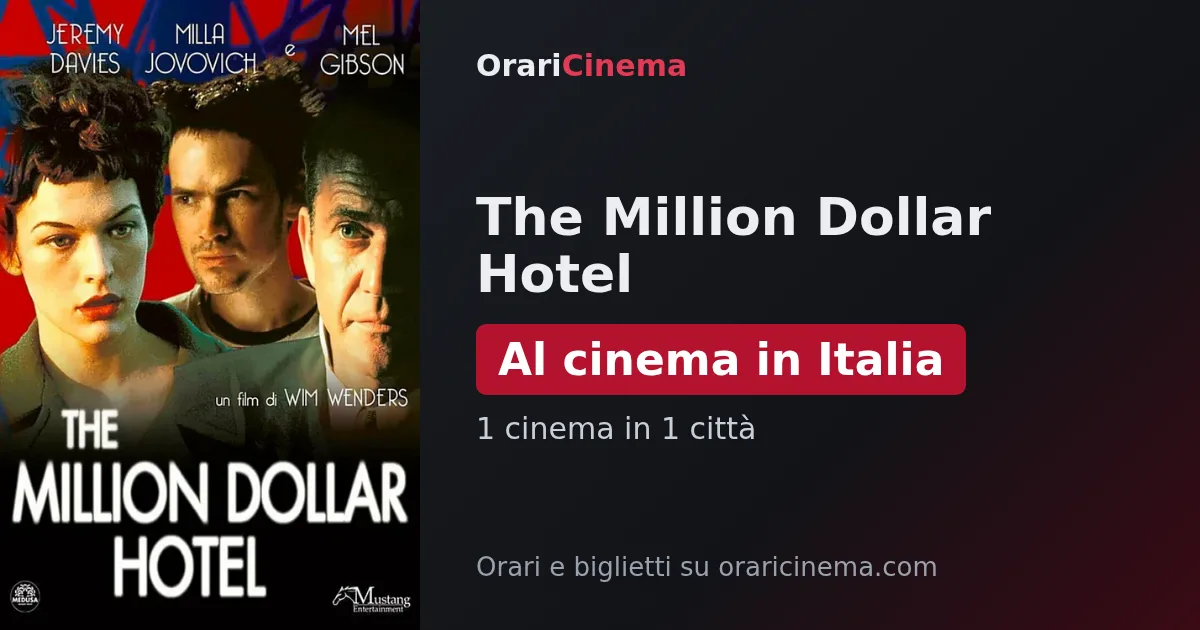 JEREMY DAVIES
MILLA JOVOVICH
e
MEL GIBSON
un film di WIM WENDERS
THE
MILLION DOLLAR
HOTEL
MEDUSA
Mustang
Entertainment
OrariCinema
The Million Dollar
Hotel
Al cinema in Italia
1 cinema in 1 città
Orari e biglietti su oraricinema.com